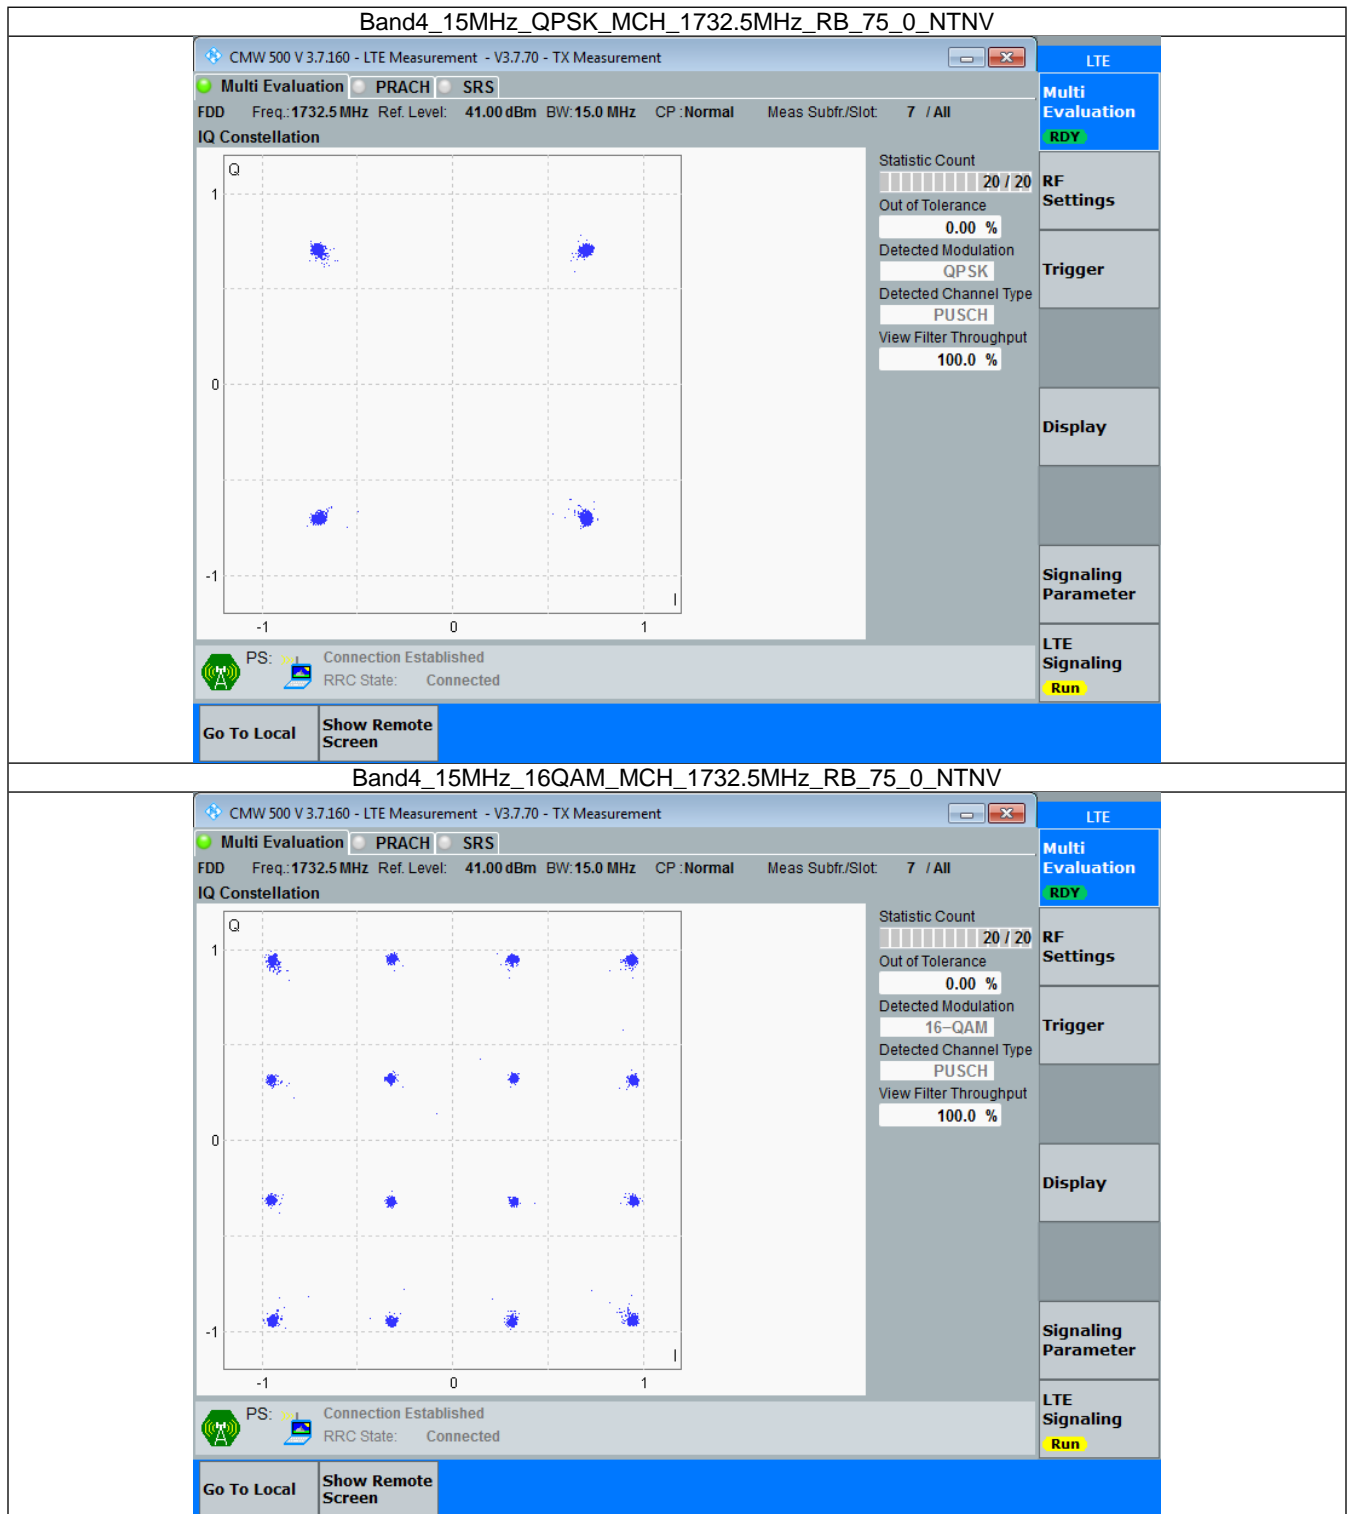 Band4_15MHz_QPSK_MCH_1732.5MHz_RB_75_0_NTNV
CMW 500 V 3.7.160 - LTE Measurement - V3.7.70 - TX Measurement
LTE
Multi Evaluation PRACH SRS
Multi
Evaluation
RDY
FDD Freq.:1732.5 MHz Ref. Level: 41.00 dBm BW:15.0 MHz CP :Normal Meas Subfr./Slot: 7 / All
IQ Constellation
Q
1
0
-1
I
-1 0 1
Statistic Count
20 / 20
Out of Tolerance
0.00 %
Detected Modulation
QPSK
Detected Channel Type
PUSCH
View Filter Throughput
100.0 %
RF
Settings
Trigger
Display
Signaling
Parameter
LTE
Signaling
Run
PS: Connection Established
RRC State: Connected
Go To Local
Show Remote
Screen
Band4_15MHz_16QAM_MCH_1732.5MHz_RB_75_0_NTNV
CMW 500 V 3.7.160 - LTE Measurement - V3.7.70 - TX Measurement
LTE
Multi Evaluation PRACH SRS
Multi
Evaluation
RDY
FDD Freq.:1732.5 MHz Ref. Level: 41.00 dBm BW:15.0 MHz CP :Normal Meas Subfr./Slot: 7 / All
IQ Constellation
Q
1
0
-1
I
-1 0 1
Statistic Count
20 / 20
Out of Tolerance
0.00 %
Detected Modulation
16-QAM
Detected Channel Type
PUSCH
View Filter Throughput
100.0 %
RF
Settings
Trigger
Display
Signaling
Parameter
LTE
Signaling
Run
PS: Connection Established
RRC State: Connected
Go To Local
Show Remote
Screen